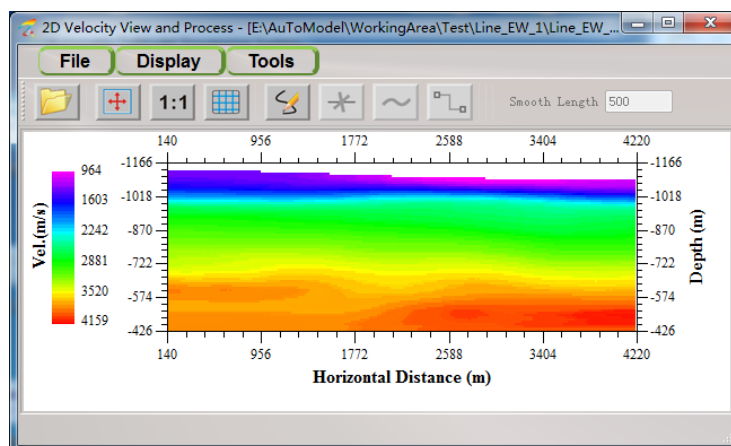 2D Velocity View and Process - [E:\AuToModel\WorkingArea\Test\Line_EW_1\Line_EW_...
File Display Tools
1:1 Smooth Length 500
140 956 1772 2588 3404 4220
964 -1166 -1166
1603 -1018 -1018
2242 -870 -870
2881 -722 -722
3520 -574 -574
4159 -426 -426
Vel.(m/s)
Depth (m)
140 956 1772 2588 3404 4220
Horizontal Distance (m)